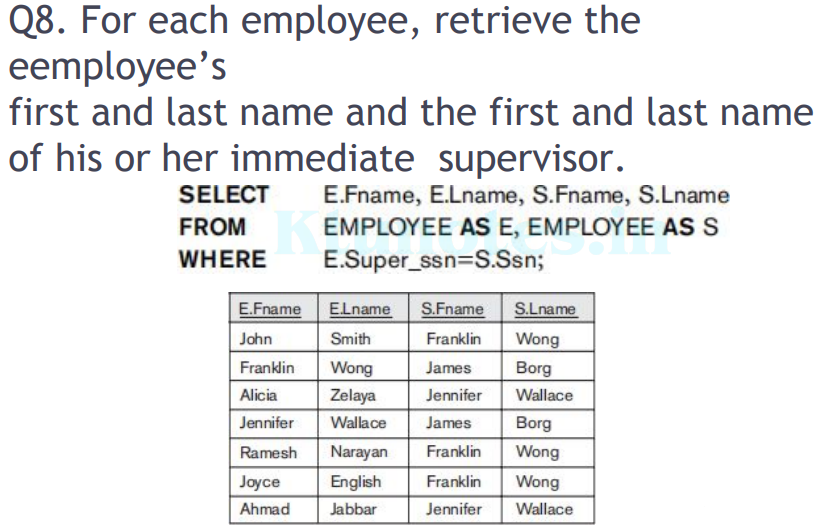 Q8. For each employee, retrieve the
eemployee's
first and last name and the first and last name
of his or her immediate supervisor.
SELECT E.Fname, E.Lname, S.Fname, S.Lname
FROM EMPLOYEE AS E, EMPLOYEE AS S
WHERE E.Super_ssn=S.Ssn;
E.Fname E.Lname S.Fname S.Lname
John Smith Franklin Wong
Franklin Wong James Borg
Alicia Zelaya Jennifer Wallace
Jennifer Wallace James Borg
Ramesh Narayan Franklin Wong
Joyce English Franklin Wong
Ahmad Jabbar Jennifer Wallace